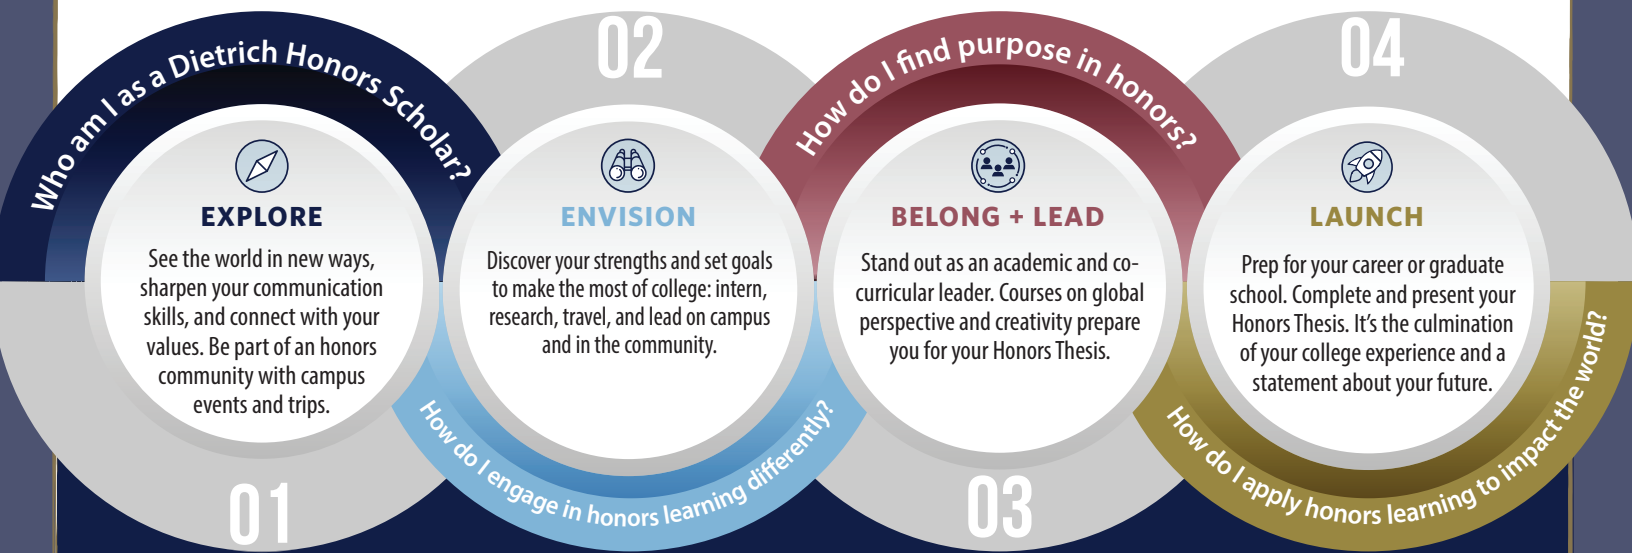 01
Who am I as a Dietrich Honors Scholar?
EXPLORE
See the world in new ways,
sharpen your communication
skills, and connect with your
values. Be part of an honors
community with campus
events and trips.
02
ENVISION
Discover your strengths and set goals
to make the most of college: intern,
research, travel, and lead on campus
and in the community.
How do I engage in honors learning differently?
03
How do I find purpose in honors?
BELONG + LEAD
Stand out as an academic and co-
curricular leader. Courses on global
perspective and creativity prepare
you for your Honors Thesis.
04
LAUNCH
Prep for your career or graduate
school. Complete and present your
Honors Thesis. It’s the culmination
of your college experience and a
statement about your future.
How do I apply honors learning to impact the world?